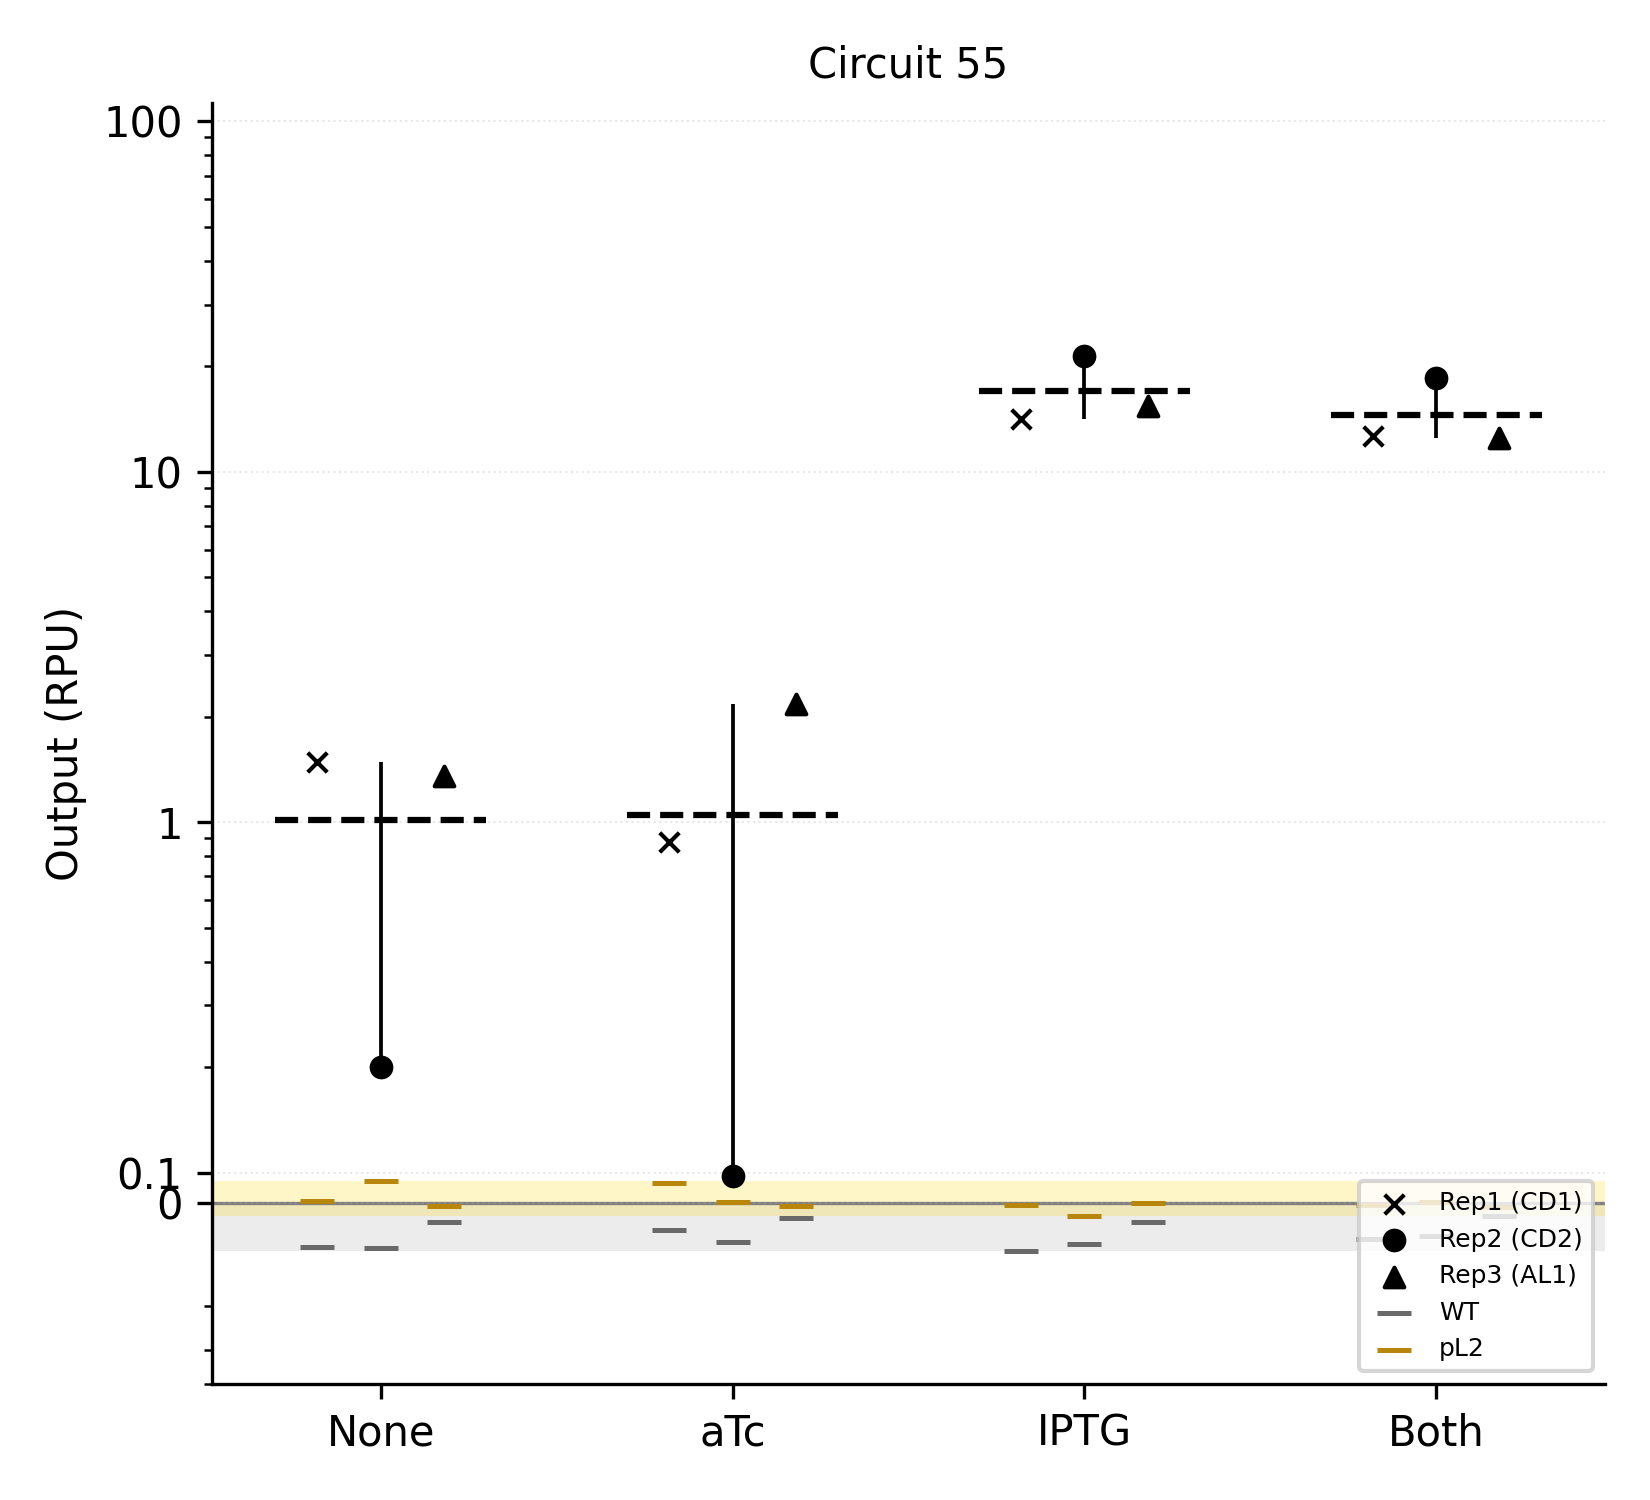 Circuit 55
Output (RPU)
100
10
1
0.1
0
None
aTc
IPTG
Both
Rep1 (CD1)
Rep2 (CD2)
Rep3 (AL1)
WT
pL2